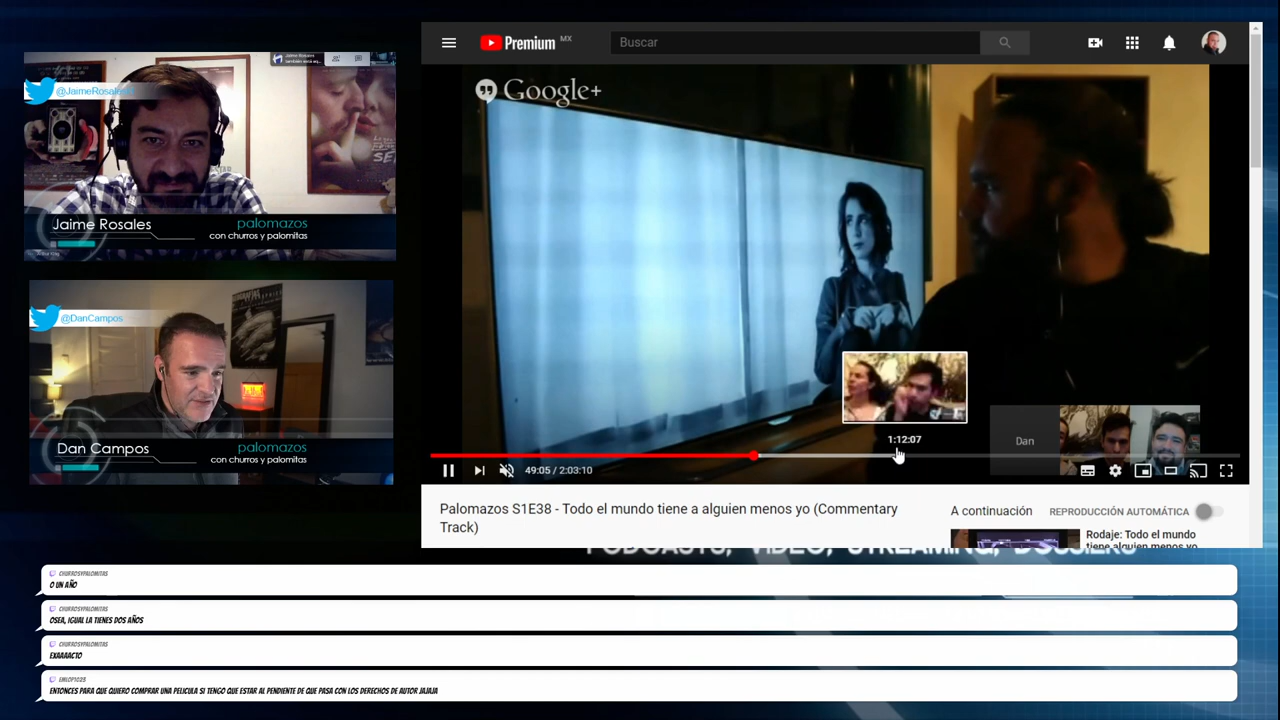 @JaimeRosales
Jaime Rosales
palomazos
con churros y palomitas
@DanCampos
Dan Campos
palomazos
con churros y palomitas
Premium MX
Buscar
Google+
1:12:07
Dan
49:05 / 2:03:10
Palomazos S1E38 - Todo el mundo tiene a alguien menos yo (Commentary
Track)
A continuación
REPRODUCCIÓN AUTOMÁTICA
Rodaje: Todo el mundo
tiene alguien menos yo
PODCASTS, VIDEO, STREAMING, DOSSIERS
CHURROSYPALOMITAS
O UN AÑO
CHURROSYPALOMITAS
OSEA, IGUAL LA TIENES DOS AÑOS
CHURROSYPALOMITAS
EXAAAACTO
EMLOP1025
ENTONCES PARA QUE QUIERO COMPRAR UNA PELICULA SI TENGO QUE ESTAR AL PENDIENTE DE QUE PASA CON LOS DERECHOS DE AUTOR JAJAJA